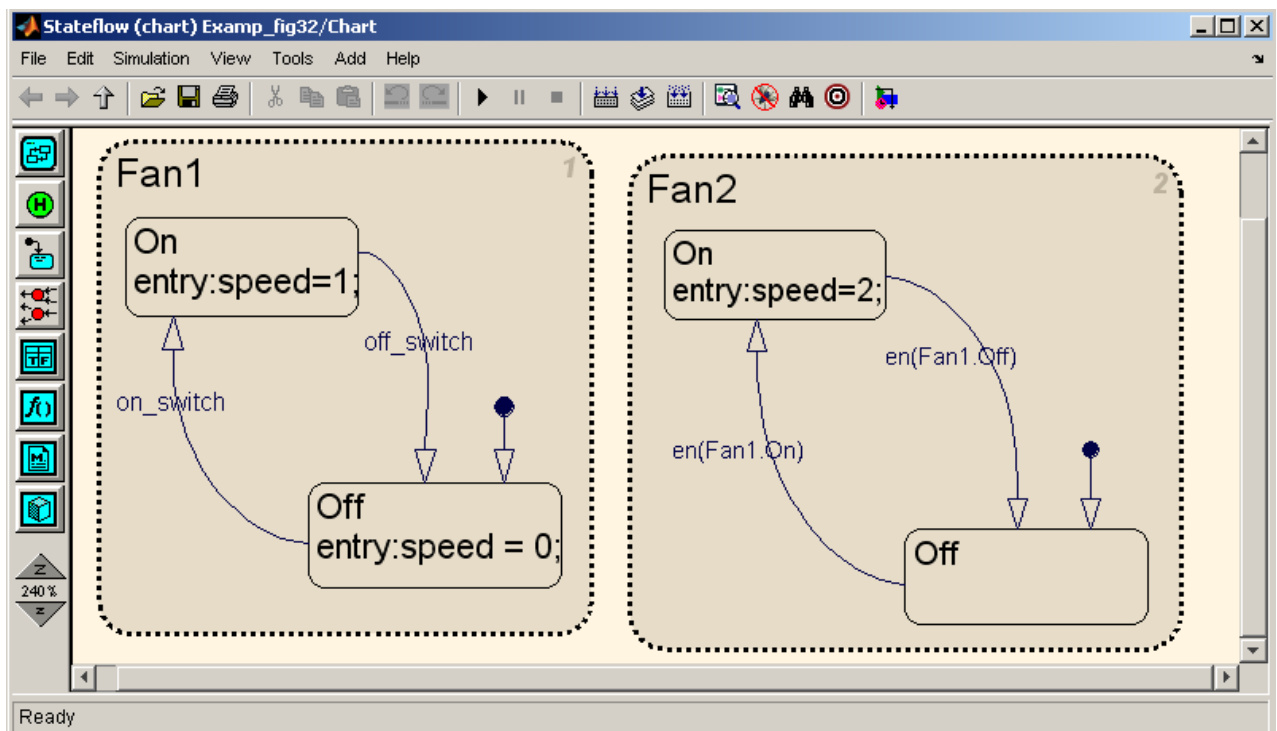 Stateflow (chart) Examp_fig32/Chart
File Edit Simulation View Tools Add Help
Fan1
1
On
entry:speed=1;
off_switch
on_switch
Off
entry:speed = 0;
Fan2
2
On
entry:speed=2;
en(Fan1.Off)
en(Fan1.On)
Off
H
TF
f()
M
Z
240%
Z
Ready